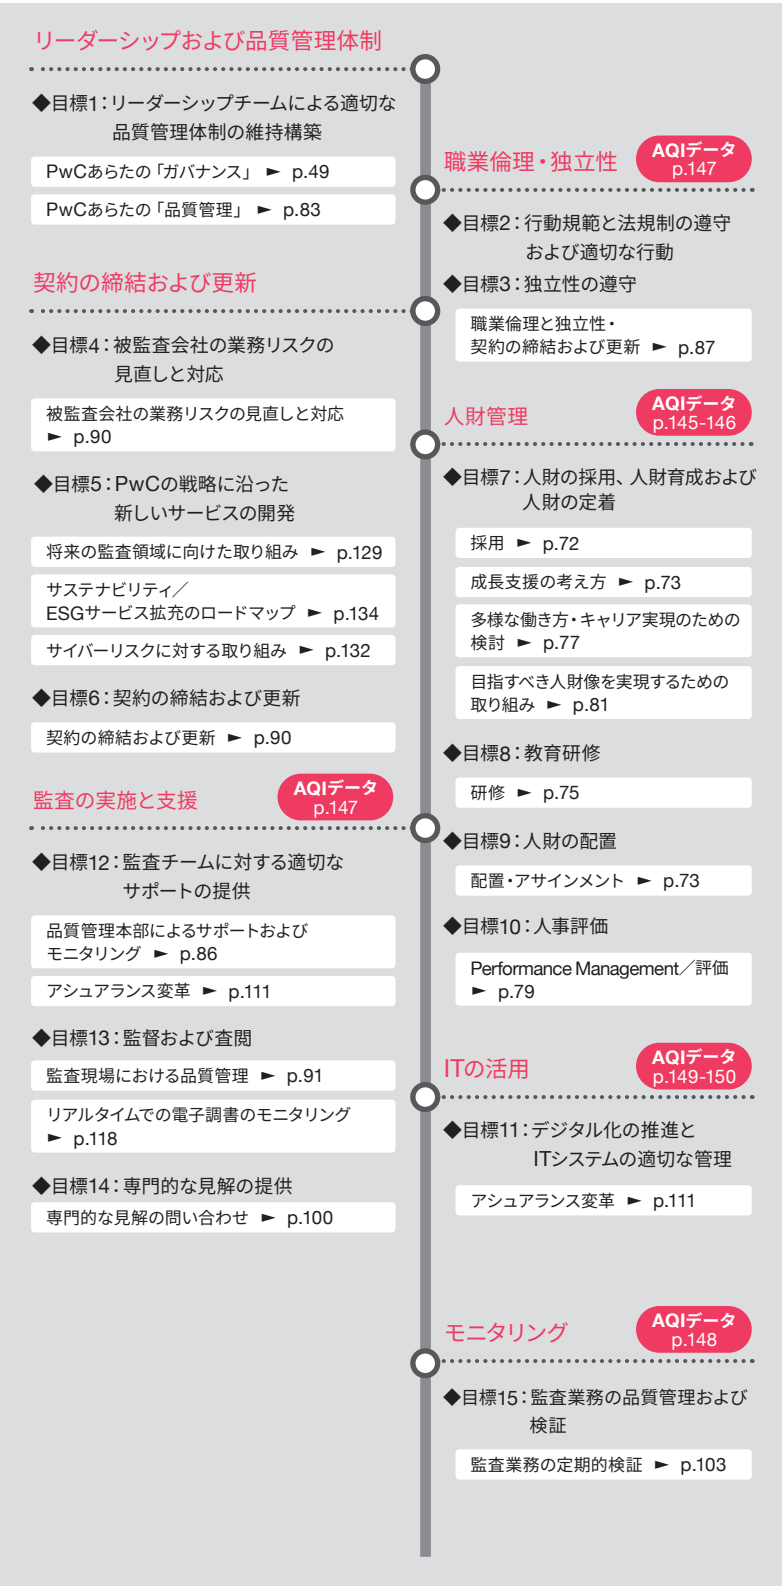 リーダーシップおよび品質管理体制
◆目標1：リーダーシップチームによる適切な
品質管理体制の維持構築
PwCあらたの「ガバナンス」 ► p.49
PwCあらたの「品質管理」 ► p.83
職業倫理・独立性
AQIデータ
p.147
◆目標2：行動規範と法規制の遵守
および適切な行動
◆目標3：独立性の遵守
職業倫理と独立性・
契約の締結および更新 ► p.87
契約の締結および更新
◆目標4：被監査会社の業務リスクの
見直しと対応
被監査会社の業務リスクの見直しと対応
► p.90
◆目標5：PwCの戦略に沿った
新しいサービスの開発
将来の監査領域に向けた取り組み ► p.129
サステナビリティ／
ESGサービス拡充のロードマップ ► p.134
サイバーリスクに対する取り組み ► p.132
◆目標6：契約の締結および更新
契約の締結および更新 ► p.90
人財管理
AQIデータ
p.145-146
◆目標7：人財の採用、人財育成および
人財の定着
採用 ► p.72
成長支援の考え方 ► p.73
多様な働き方・キャリア実現のための
検討 ► p.77
目指すべき人財像を実現するための
取り組み ► p.81
◆目標8：教育研修
研修 ► p.75
◆目標9：人財の配置
配置・アサインメント ► p.73
◆目標10：人事評価
Performance Management／評価
► p.79
ITの活用
AQIデータ
p.149-150
◆目標11：デジタル化の推進と
ITシステムの適切な管理
アシュアランス変革 ► p.111
監査の実施と支援
AQIデータ
p.147
◆目標12：監査チームに対する適切な
サポートの提供
品質管理本部によるサポートおよび
モニタリング ► p.86
アシュアランス変革 ► p.111
◆目標13：監督および査閲
監査現場における品質管理 ► p.91
リアルタイムでの電子調書のモニタリング
► p.118
◆目標14：専門的な見解の提供
専門的な見解の問い合わせ ► p.100
モニタリング
AQIデータ
p.148
◆目標15：監査業務の品質管理および
検証
監査業務の定期的検証 ► p.103